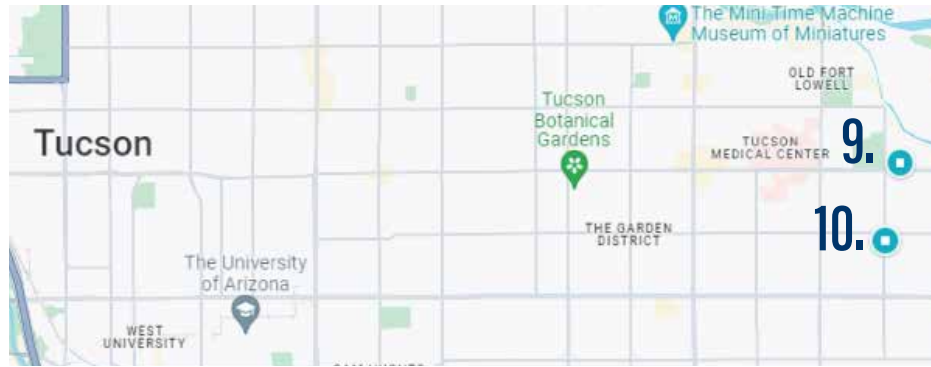 The Mini Time Machine
Museum of Miniatures
OLD FORT
LOWELL
Tucson
Botanical
Gardens
Tucson
TUCSON
MEDICAL CENTER
9.
THE GARDEN
DISTRICT
10.
The University
of Arizona
WEST
UNIVERSITY